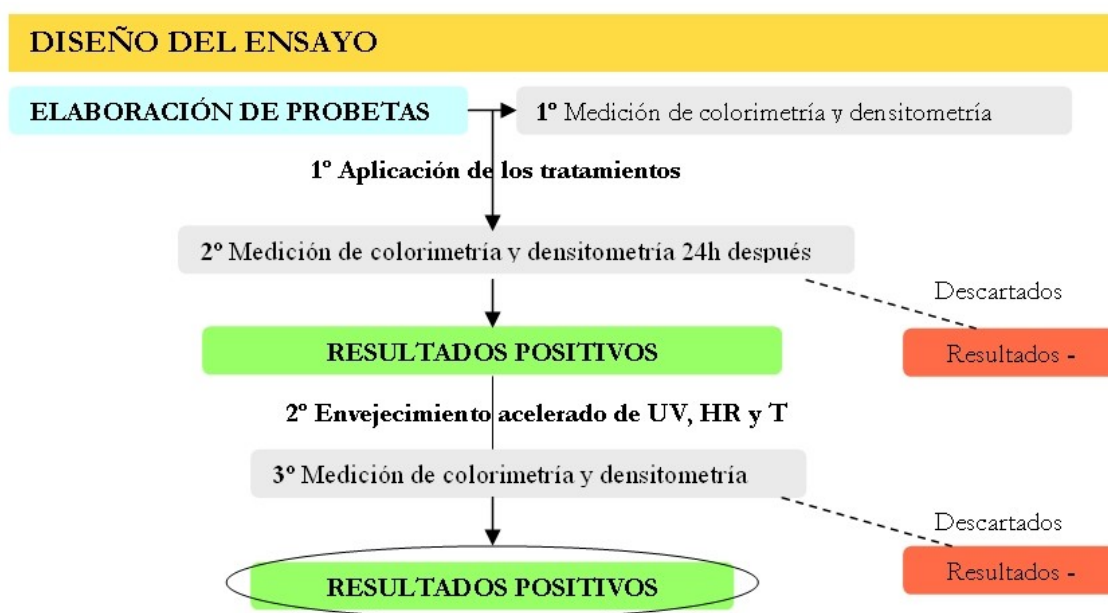 DISEÑO DEL ENSAYO
ELABORACIÓN DE PROBETAS
1º Medición de colorimetría y densitometría
1º Aplicación de los tratamientos
2º Medición de colorimetría y densitometría 24h después
Descartados
RESULTADOS POSITIVOS
Resultados -
2º Envejecimiento acelerado de UV, HR y T
3º Medición de colorimetría y densitometría
Descartados
RESULTADOS POSITIVOS
Resultados -